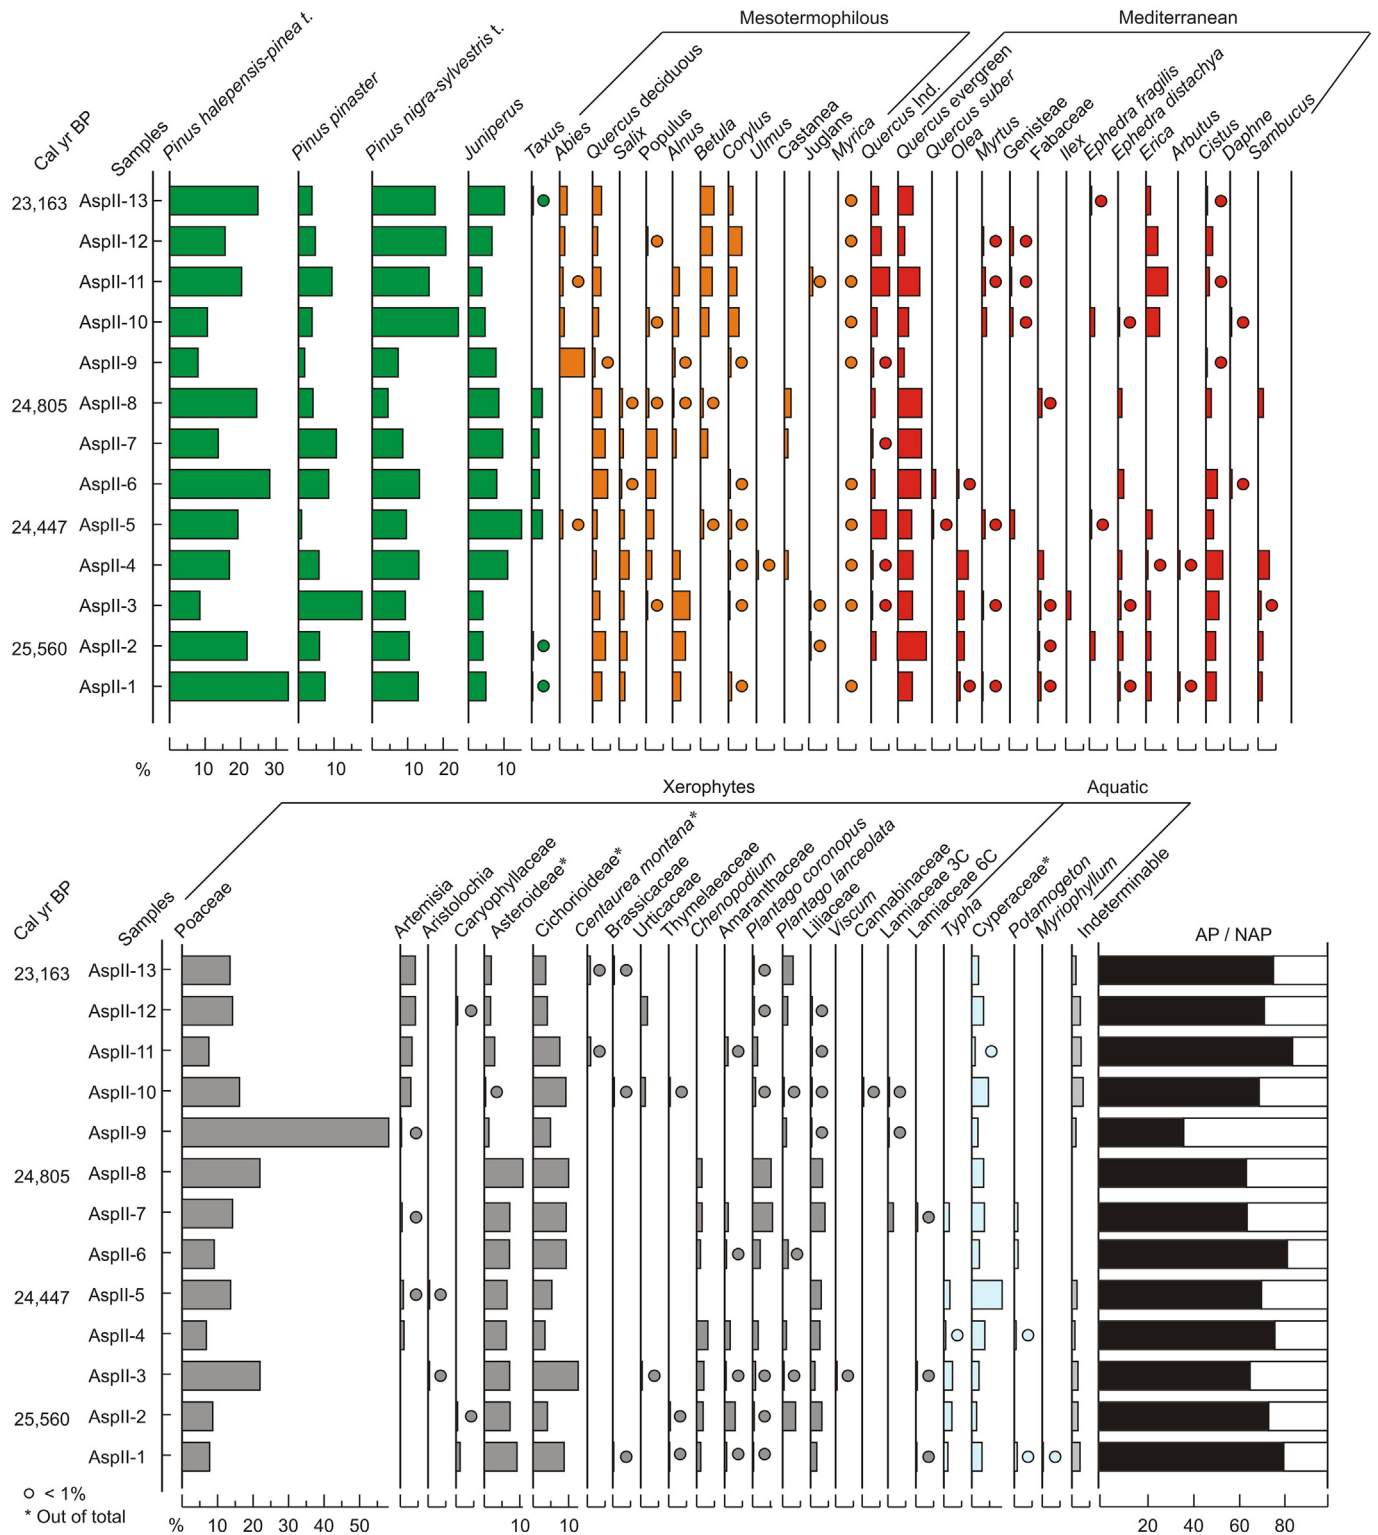 Mesotermophilous
Mediterranean
Cal yr BP
Samples
Pinus halepensis-pinea t.
Pinus pinaster
Pinus nigra-sylvestris t.
Juniperus
Taxus
Abies
Quercus deciduous
Salix
Populus
Alnus
Betula
Corylus
Ulmus
Castanea
Juglans
Myrica
Quercus Ind.
Quercus evergreen
Quercus suber
Olea
Myrtus
Genisteae
Fabaceae
Ilex
Ephedra fragilis
Ephedra distachya
Erica
Arbutus
Cistus
Daphne
Sambucus
23,163 AspII-13
AspII-12
AspII-11
AspII-10
AspII-9
24,805 AspII-8
AspII-7
AspII-6
24,447 AspII-5
AspII-4
AspII-3
25,560 AspII-2
AspII-1
% 10 20 30 10 10 20 10
Xerophytes
Aquatic
Cal yr BP
Samples
Poaceae
Artemisia
Aristolochia
Caryophyllaceae
Asteroideae*
Cichorioideae*
Centaurea montana*
Brassicaceae
Urticaceae
Thymelaeaceae
Chenopodium
Amaranthaceae
Plantago coronopus
Plantago lanceolata
Liliaceae
Viscum
Cannabinaceae
Lamiaceae 3C
Lamiaceae 6C
Typha
Cyperaceae*
Potamogeton
Myriophyllum
Indeterminable
AP / NAP
23,163 AspII-13
AspII-12
AspII-11
AspII-10
AspII-9
24,805 AspII-8
AspII-7
AspII-6
24,447 AspII-5
AspII-4
AspII-3
25,560 AspII-2
AspII-1
< 1%
* Out of total
% 10 20 30 40 50 10 10 20 40 60 80